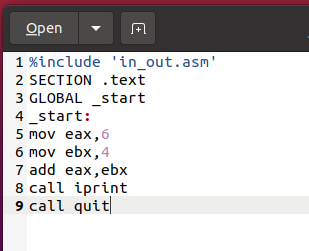 Open
1 %include 'in_out.asm'
2 SECTION .text
3 GLOBAL _start
4 _start:
5 mov eax,6
6 mov ebx,4
7 add eax,ebx
8 call iprint
9 call quit